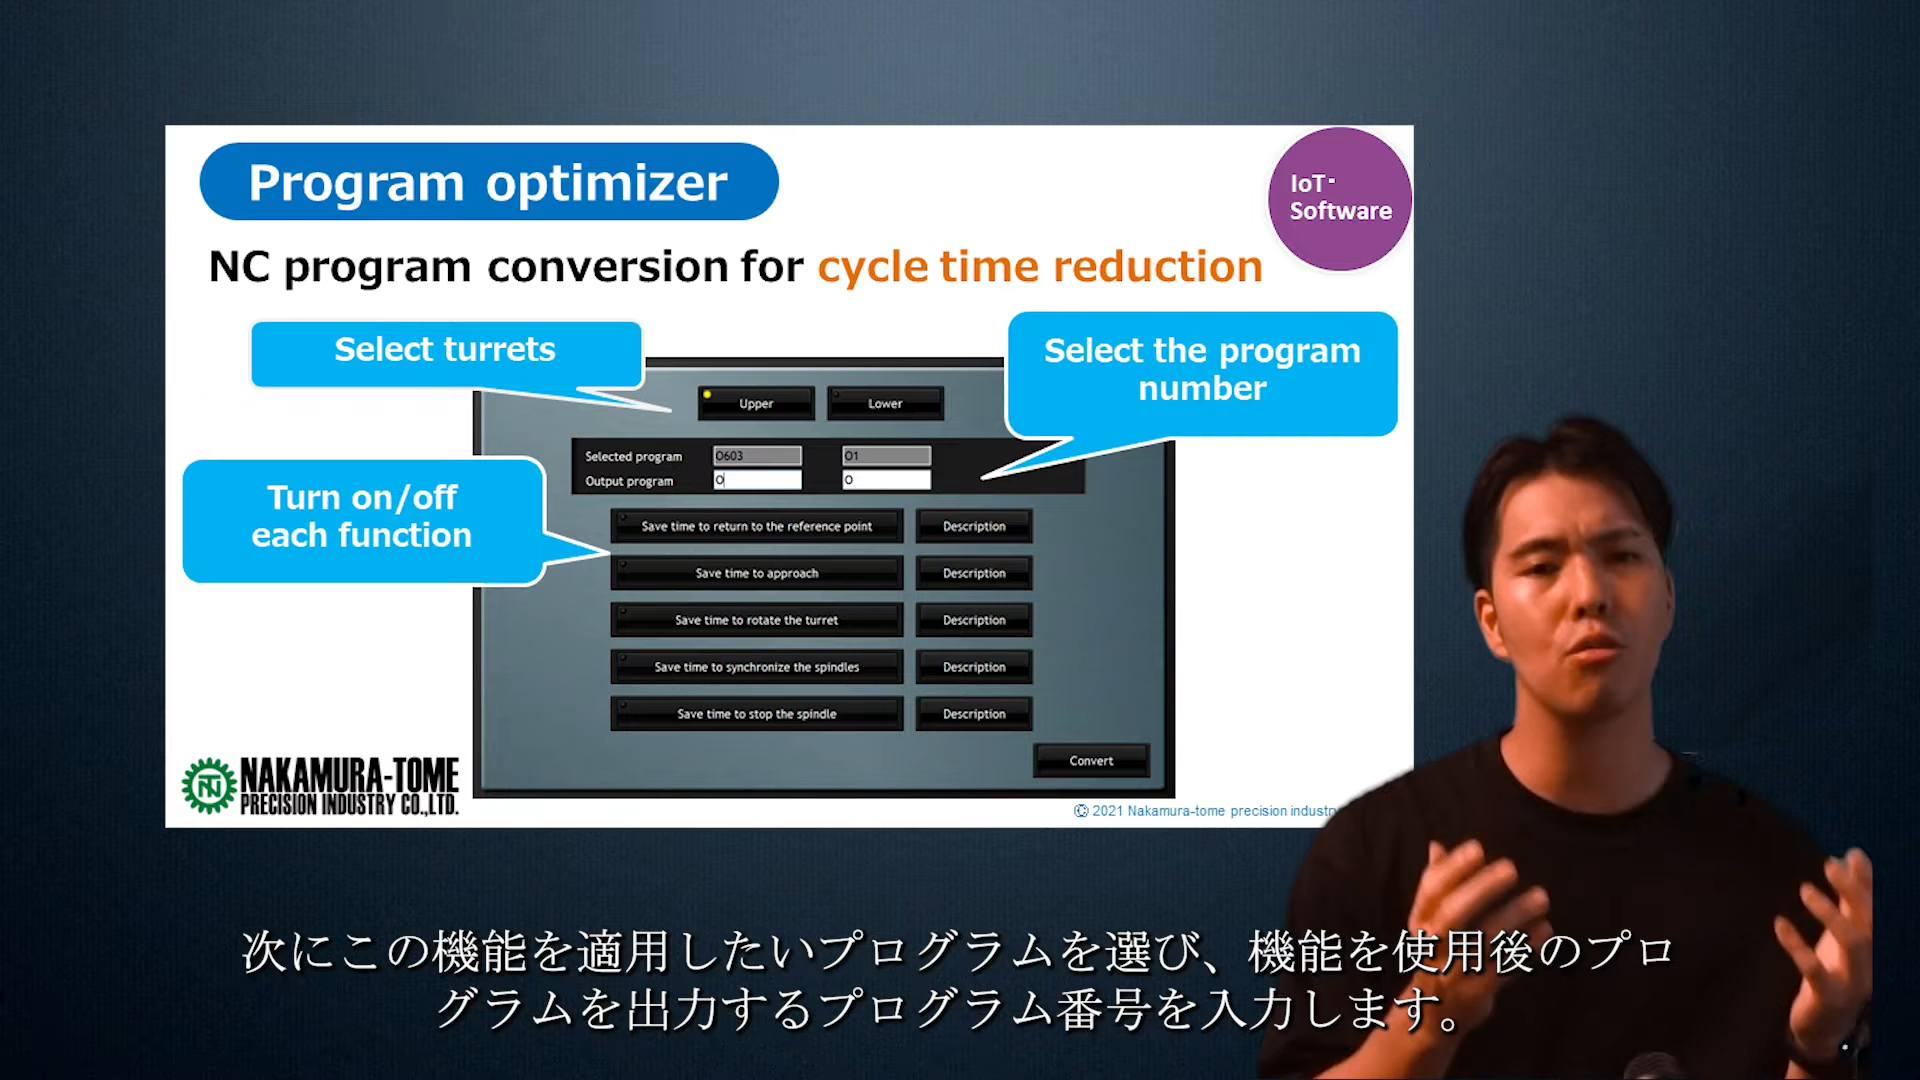 Program optimizer
IoT・
Software
NC program conversion for cycle time reduction
Select turrets
Select the program
number
Upper
Lower
Selected program
O603
O1
Output program
O
O
Turn on/off
each function
Save time to return to the reference point
Description
Save time to approach
Description
Save time to rotate the turret
Description
Save time to synchronize the spindles
Description
Save time to stop the spindle
Description
Convert
NAKAMURA-TOME
PRECISION INDUSTRY CO.,LTD.
© 2021 Nakamura-tome precision industry
次にこの機能を適用したいプログラムを選び、機能を使用後のプロ
グラムを出力するプログラム番号を入力します。